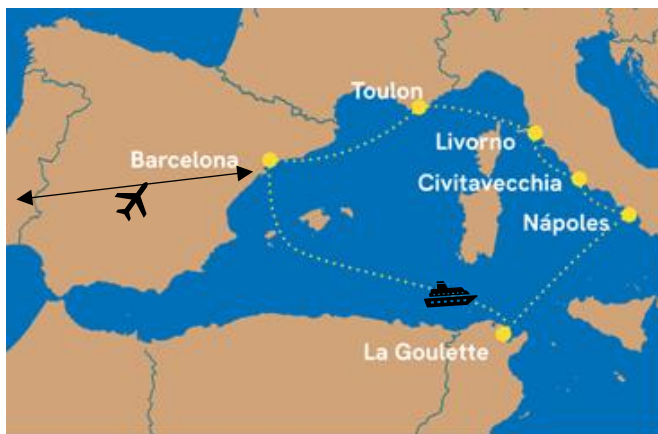 Toulon
Livorno
Barcelona
Civitavecchia
Nápoles
La Goulette